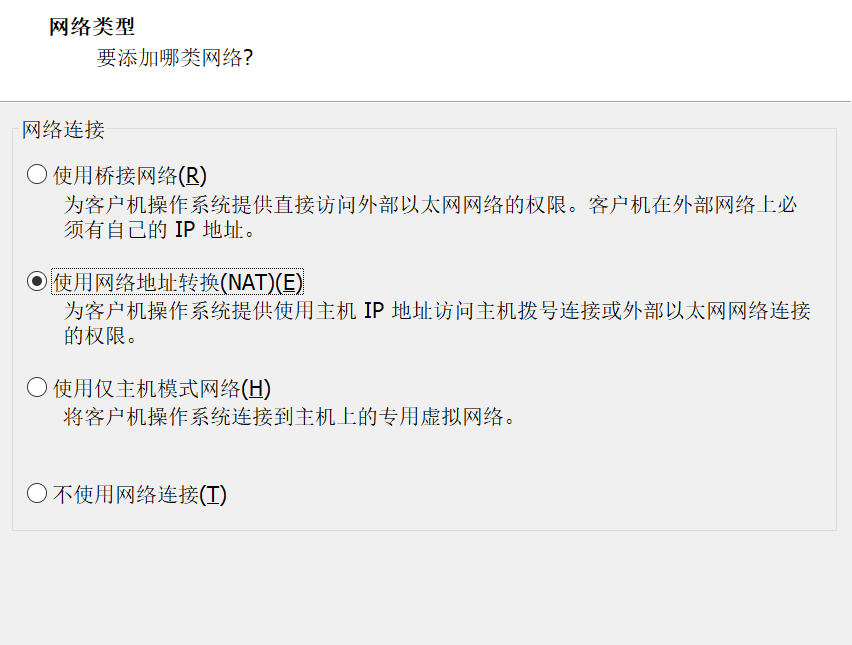 网络类型
要添加哪类网络?
网络连接
使用桥接网络(R)
为客户机操作系统提供直接访问外部以太网网络的权限。客户机在外部网络上必
须有自己的 IP 地址。
使用网络地址转换(NAT)(E)
为客户机操作系统提供使用主机 IP 地址访问主机拨号连接或外部以太网网络连接
的权限。
使用仅主机模式网络(H)
将客户机操作系统连接到主机上的专用虚拟网络。
不使用网络连接(T)